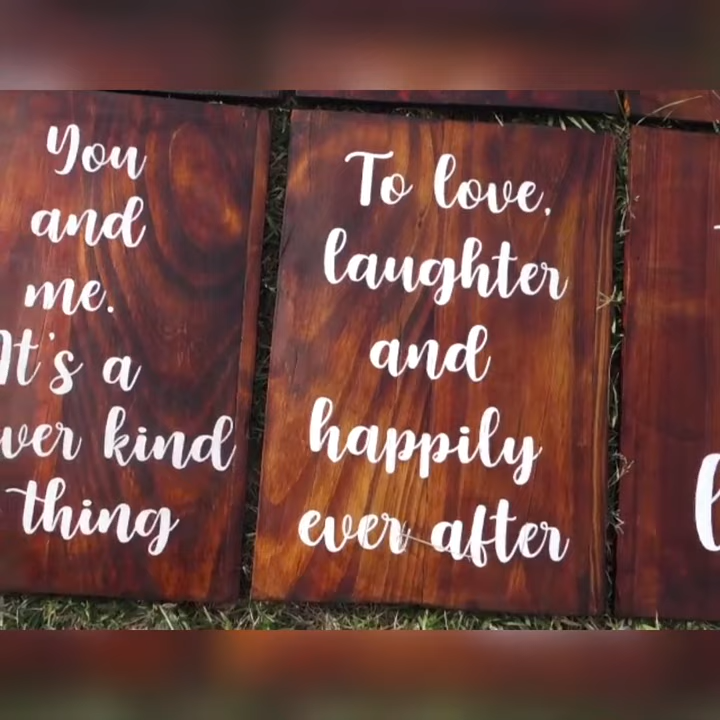 You
and
me.
It's a
kind
thing
To love,
laughter
and
happily
ever after